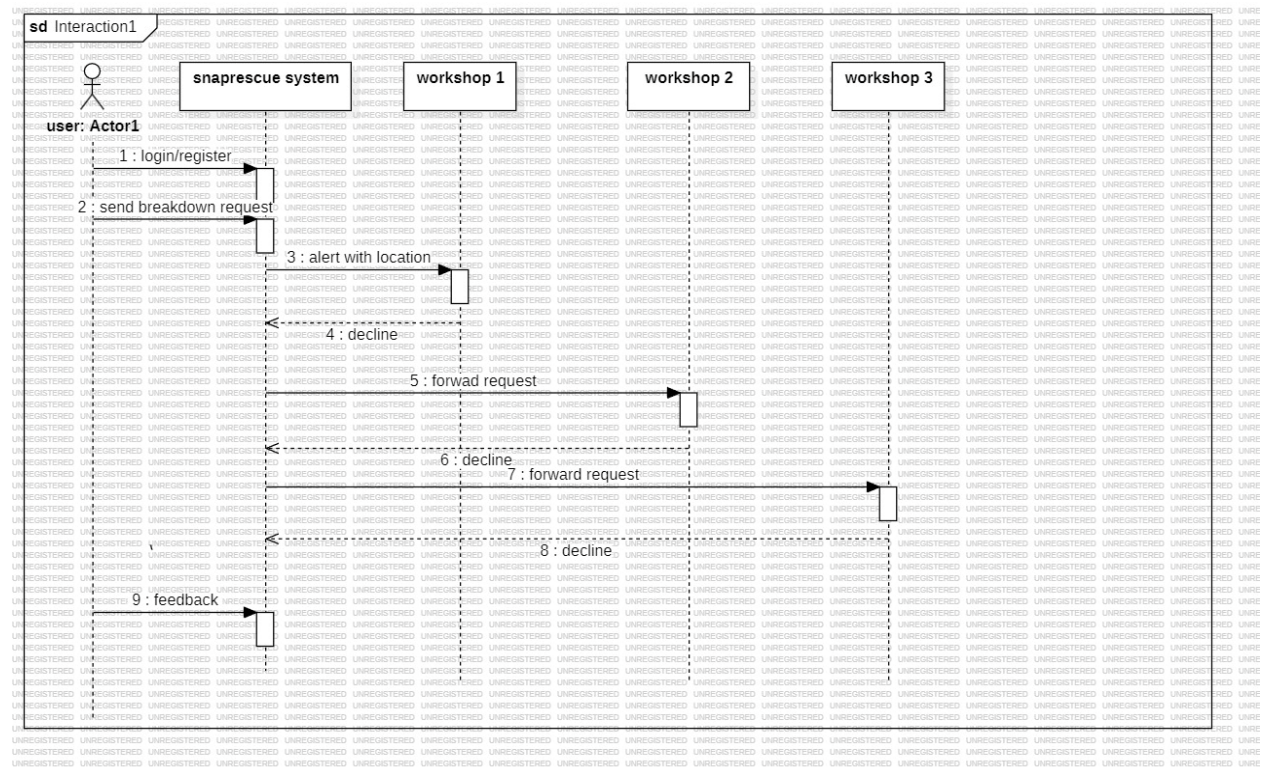 sd Interaction1
snaprescue system
workshop 1
workshop 2
workshop 3
user: Actor1
1 : login/register
2 : send breakdown request
3 : alert with location
4 : decline
5 : forwad request
6 : decline
7 : forward request
8 : decline
9 : feedback
UNREGISTERED